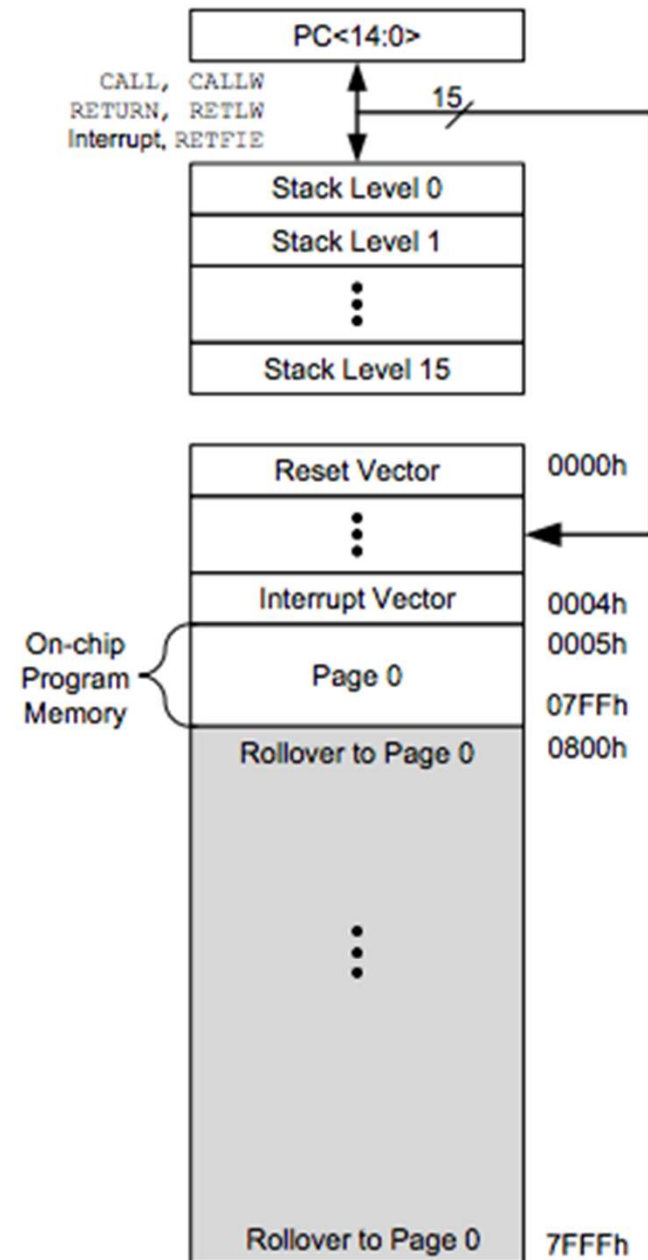 PC<14:0>
CALL, CALLW
RETURN, RETLW
Interrupt, RETFIE
15
Stack Level 0
Stack Level 1
Stack Level 15
Reset Vector
0000h
Interrupt Vector
0004h
On-chip
Program
Memory
Page 0
0005h
07FFh
Rollover to Page 0
0800h
Rollover to Page 0
7FFFh